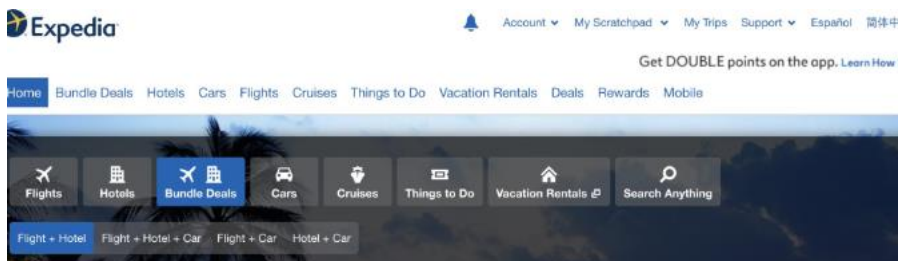 Expedia
Account My Scratchpad My Trips Support Español 简体中
Get DOUBLE points on the app. Learn How
Home Bundle Deals Hotels Cars Flights Cruises Things to Do Vacation Rentals Deals Rewards Mobile
Flights Hotels Bundle Deals Cars Cruises Things to Do Vacation Rentals Search Anything
Flight + Hotel Flight + Hotel + Car Flight + Car Hotel + Car